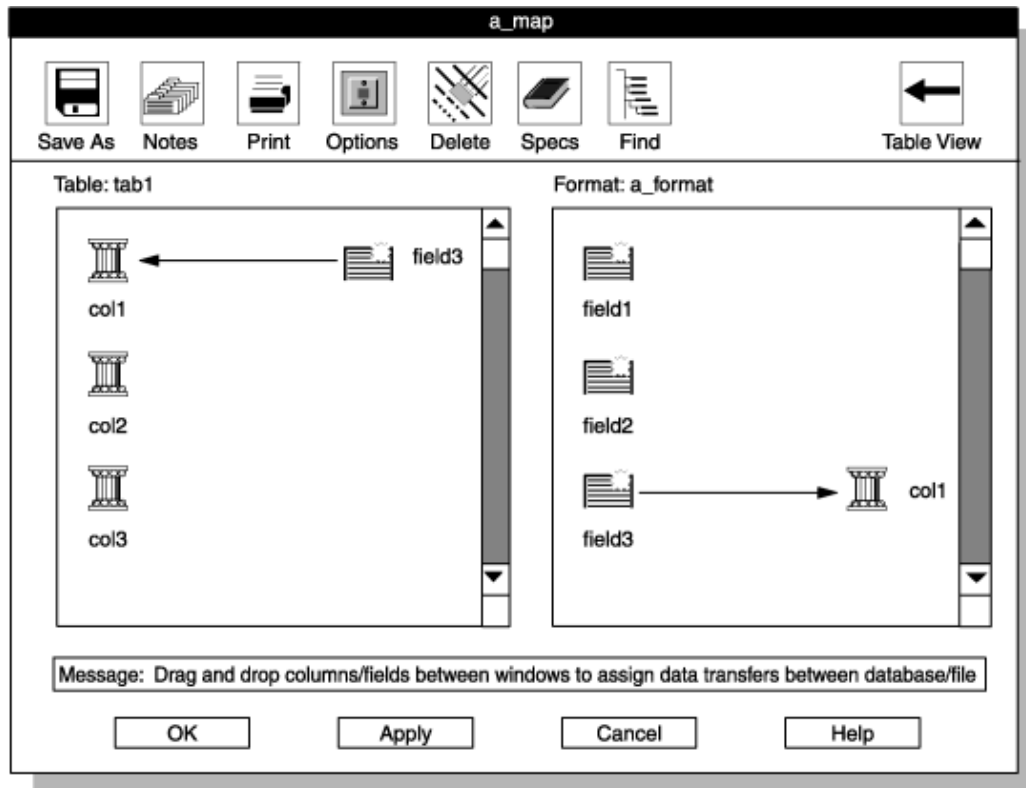 a_map
Save As Notes Print Options Delete Specs Find Table View
Table: tab1 Format: a_format
field3
col1 field1
col2 field2
col1
col3 field3
Message: Drag and drop columns/fields between windows to assign data transfers between database/file
OK Apply Cancel Help